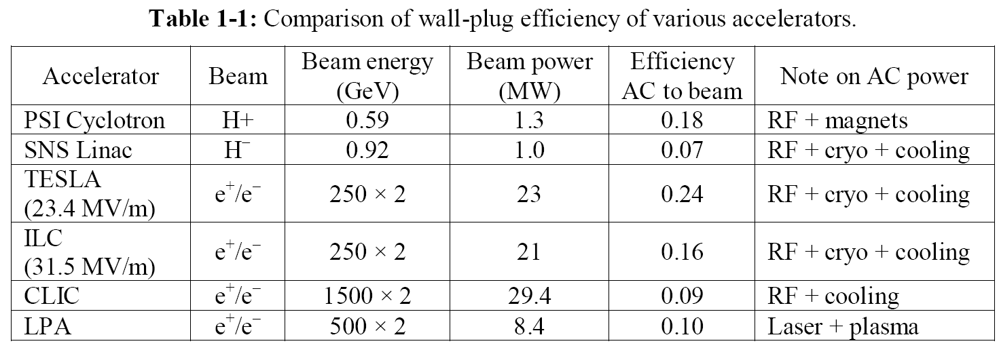 Table 1-1: Comparison of wall-plug efficiency of various accelerators.
Accelerator Beam Beam energy (GeV) Beam power (MW) Efficiency AC to beam Note on AC power
PSI Cyclotron H+ 0.59 1.3 0.18 RF + magnets
SNS Linac H⁻ 0.92 1.0 0.07 RF + cryo + cooling
TESLA (23.4 MV/m) e⁺/e⁻ 250 × 2 23 0.24 RF + cryo + cooling
ILC (31.5 MV/m) e⁺/e⁻ 250 × 2 21 0.16 RF + cryo + cooling
CLIC e⁺/e⁻ 1500 × 2 29.4 0.09 RF + cooling
LPA e⁺/e⁻ 500 × 2 8.4 0.10 Laser + plasma